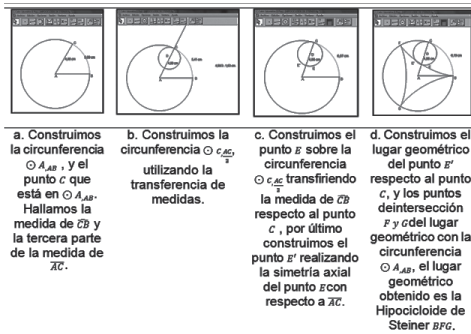 a. Construimos
la circunferencia
⊙ A,AB , y el
punto C que
está en ⊙ A,AB.
Hallamos la
medida de CB y
la tercera parte
de la medida de
AC.
b. Construimos la
circunferencia ⊙ C,AC/3,
utilizando la
transferencia de
medidas.
c. Construimos el
punto E sobre la
circunferencia
⊙ C,AC/3 transfiriendo
la medida de CB
respecto al punto
C , por último
construimos el
punto E' realizando
la simetría axial
del punto E con
respecto a AC.
d. Construimos el
lugar geométrico
del punto E'
respecto al punto
C, y los puntos
deintersección
F y G del lugar
geométrico con la
circunferencia
⊙ A,AB, el lugar
geométrico
obtenido es la
Hipocicloide de
Steiner BFG.